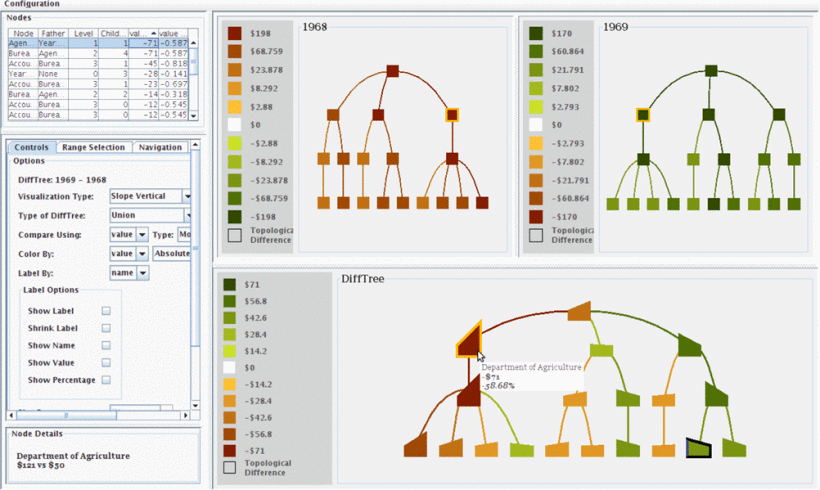 Configuration
Nodes
Node Father Level Child... val... value ...
Agen... Year... 1 1 -71 -0.587
Burea... Agen... 2 4 -71 -0.587
Accou... Burea... 3 1 -45 -0.818
Year... None 0 3 -28 -0.141
Accou... Burea... 3 2 -23 -0.697
Burea... Agen... 2 2 -14 -0.318
Accou... Burea... 3 0 -12 -0.545
Accou... Burea... 3 0 -12 -0.545
Controls Range Selection Navigation
Options
DiffTree: 1969 - 1968
Visualization Type: Slope Vertical
Type of DiffTree: Union
Compare Using: value Type: Mo
Color By: value Absolute
Label By: name
Label Options
Show Label
Shrink Label
Show Name
Show Value
Show Percentage
Node Details
Department of Agriculture
$121 vs $50
1968
$198
$68.759
$23.878
$8.292
$2.88
$0
-$2.88
-$8.292
-$23.878
-$68.759
-$198
Topological
Difference
1969
$170
$60.864
$21.791
$7.802
$2.793
$0
-$2.793
-$7.802
-$21.791
-$60.864
-$170
Topological
Difference
DiffTree
$71
$56.8
$42.6
$28.4
$14.2
$0
-$14.2
-$28.4
-$42.6
-$56.8
-$71
Topological
Difference
Department of Agriculture
-$71
-58.68%